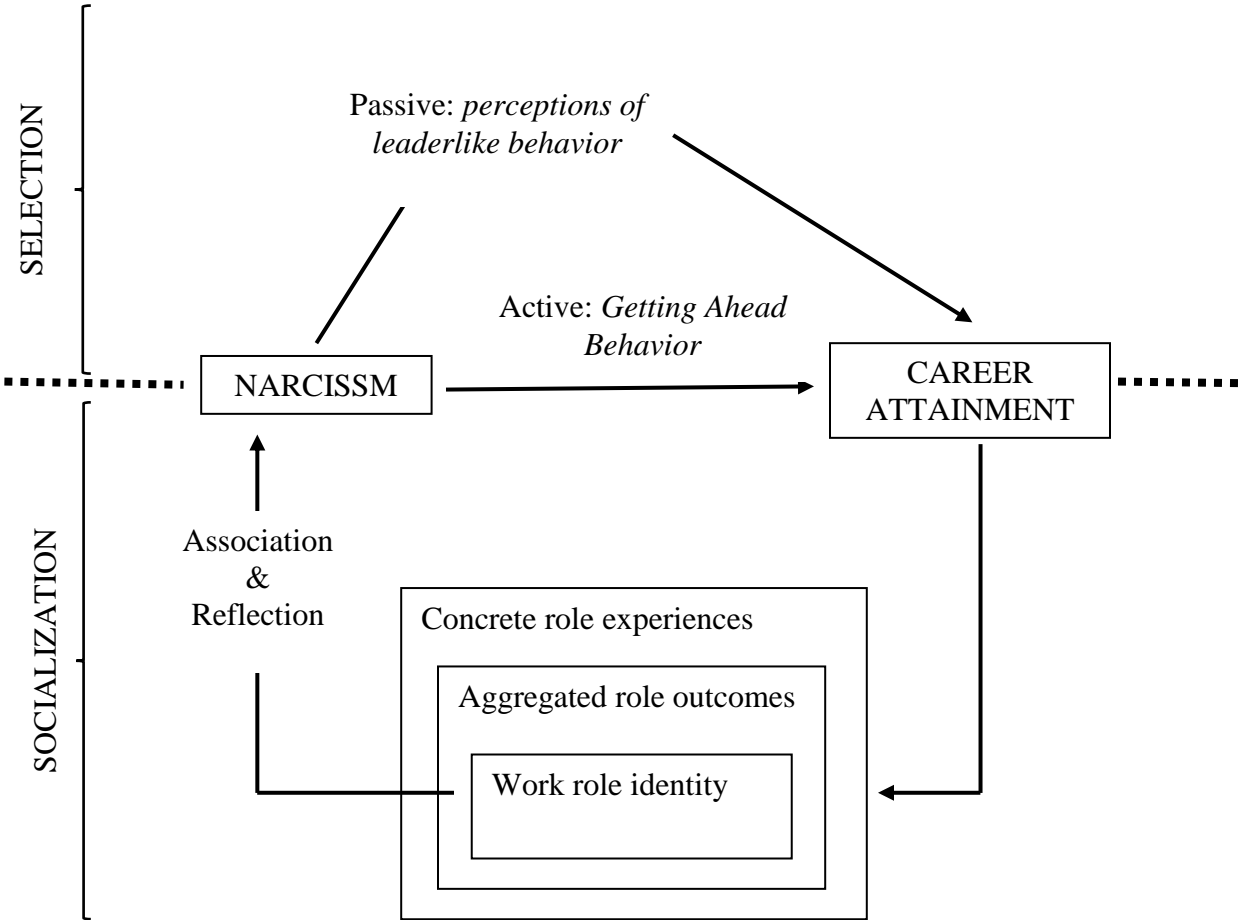 SELECTION
Passive: perceptions of
leaderlike behavior
Active: Getting Ahead
Behavior
NARCISSM
CAREER
ATTAINMENT
SOCIALIZATION
Association
&
Reflection
Concrete role experiences
Aggregated role outcomes
Work role identity